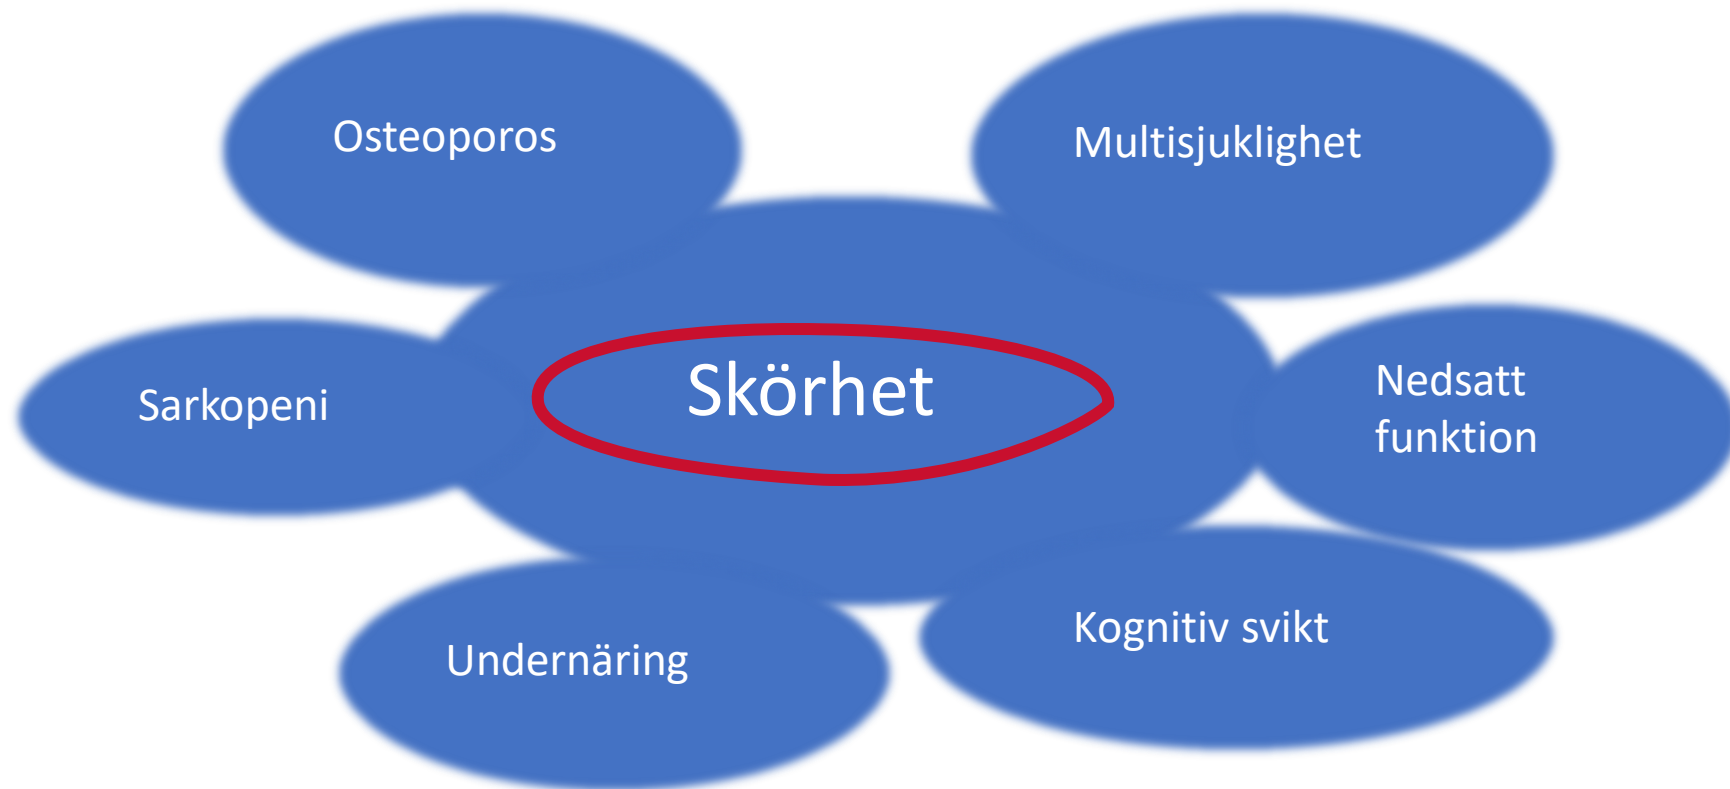 Osteoporos
Multisjuklighet
Skörhet
Sarkopeni
Nedsatt
funktion
Undernäring
Kognitiv svikt